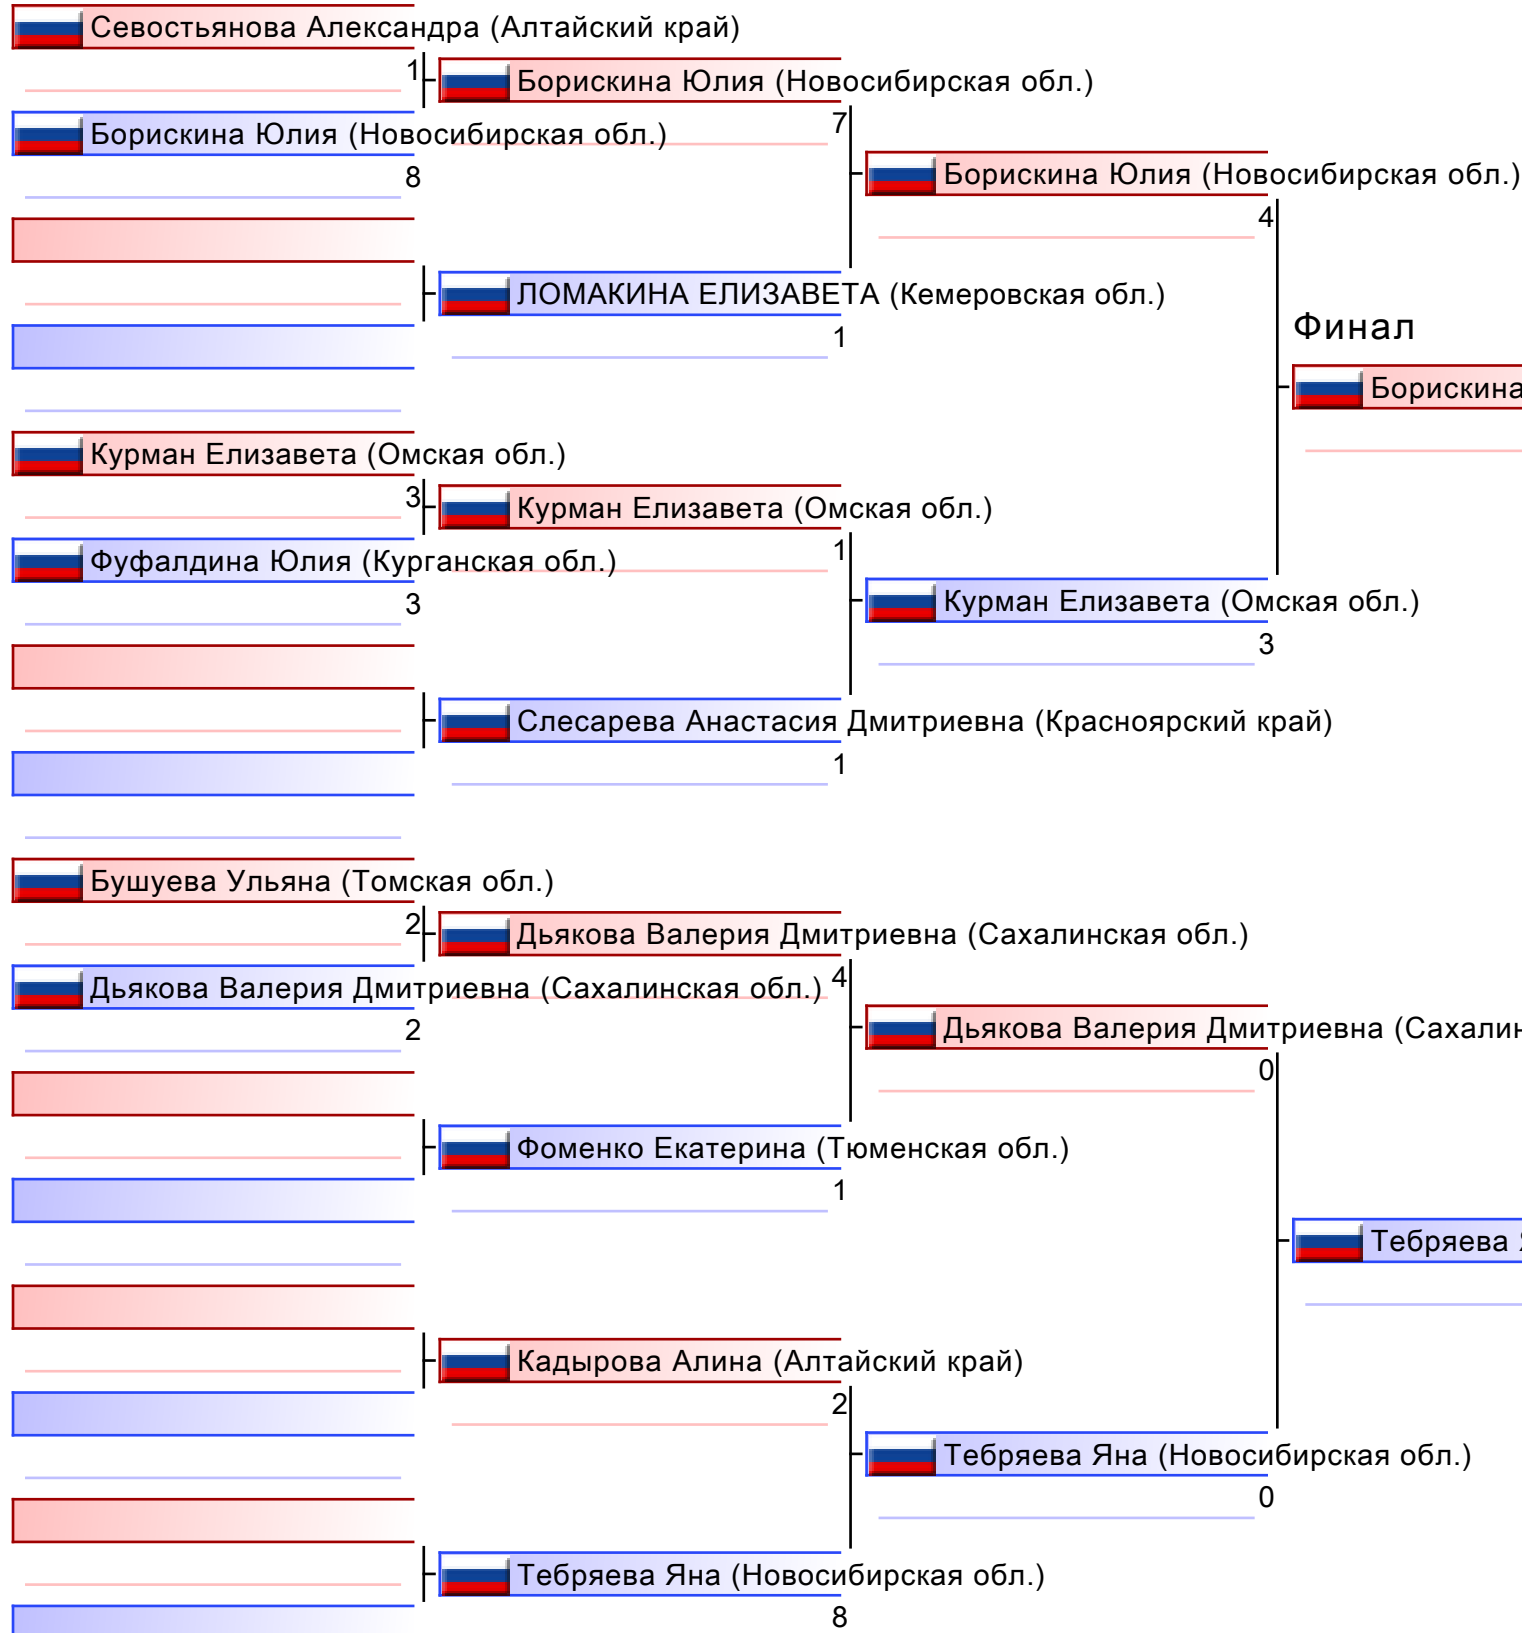 Севостьянова Александра (Алтайский край)
1
Борискина Юлия (Новосибирская обл.)
Борискина Юлия (Новосибирская обл.)
7
8
Борискина Юлия (Новосибирская обл.)
4
ЛОМАКИНА ЕЛИЗАВЕТА (Кемеровская обл.)
1
Финал
Борискина
Курман Елизавета (Омская обл.)
3
Курман Елизавета (Омская обл.)
1
Фуфалдина Юлия (Курганская обл.)
3
Курман Елизавета (Омская обл.)
3
Слесарева Анастасия Дмитриевна (Красноярский край)
1
Бушуева Ульяна (Томская обл.)
2
Дьякова Валерия Дмитриевна (Сахалинская обл.)
4
Дьякова Валерия Дмитриевна (Сахалинская обл.)
2
Дьякова Валерия Дмитриевна (Сахалин
0
Фоменко Екатерина (Тюменская обл.)
1
Тебряева
Кадырова Алина (Алтайский край)
2
Тебряева Яна (Новосибирская обл.)
0
Тебряева Яна (Новосибирская обл.)
8